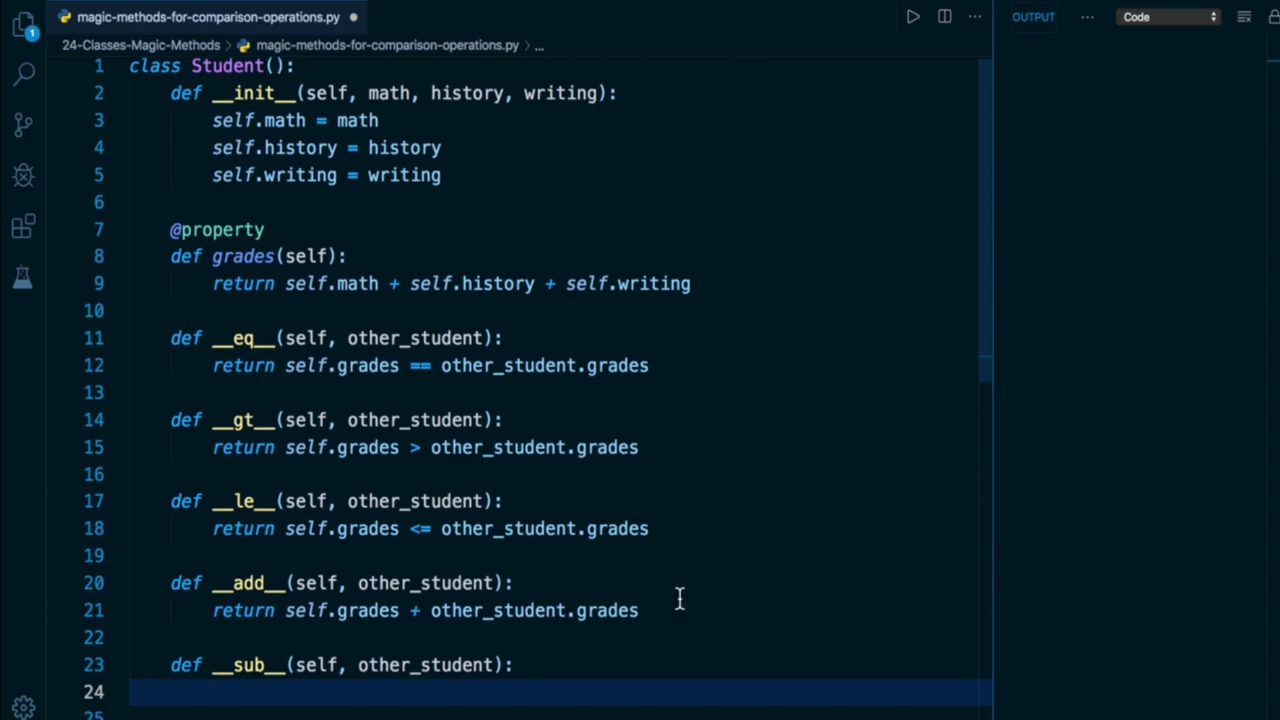 magic-methods-for-comparison-operations.py
OUTPUT
...
Code
1
24-Classes-Magic-Methods > magic-methods-for-comparison-operations.py > ...
1 class Student():
2     def __init__(self, math, history, writing):
3         self.math = math
4         self.history = history
5         self.writing = writing
6
7     @property
8     def grades(self):
9         return self.math + self.history + self.writing
10
11     def __eq__(self, other_student):
12         return self.grades == other_student.grades
13
14     def __gt__(self, other_student):
15         return self.grades > other_student.grades
16
17     def __le__(self, other_student):
18         return self.grades <= other_student.grades
19
20     def __add__(self, other_student):
21         return self.grades + other_student.grades
22
23     def __sub__(self, other_student):
24
25